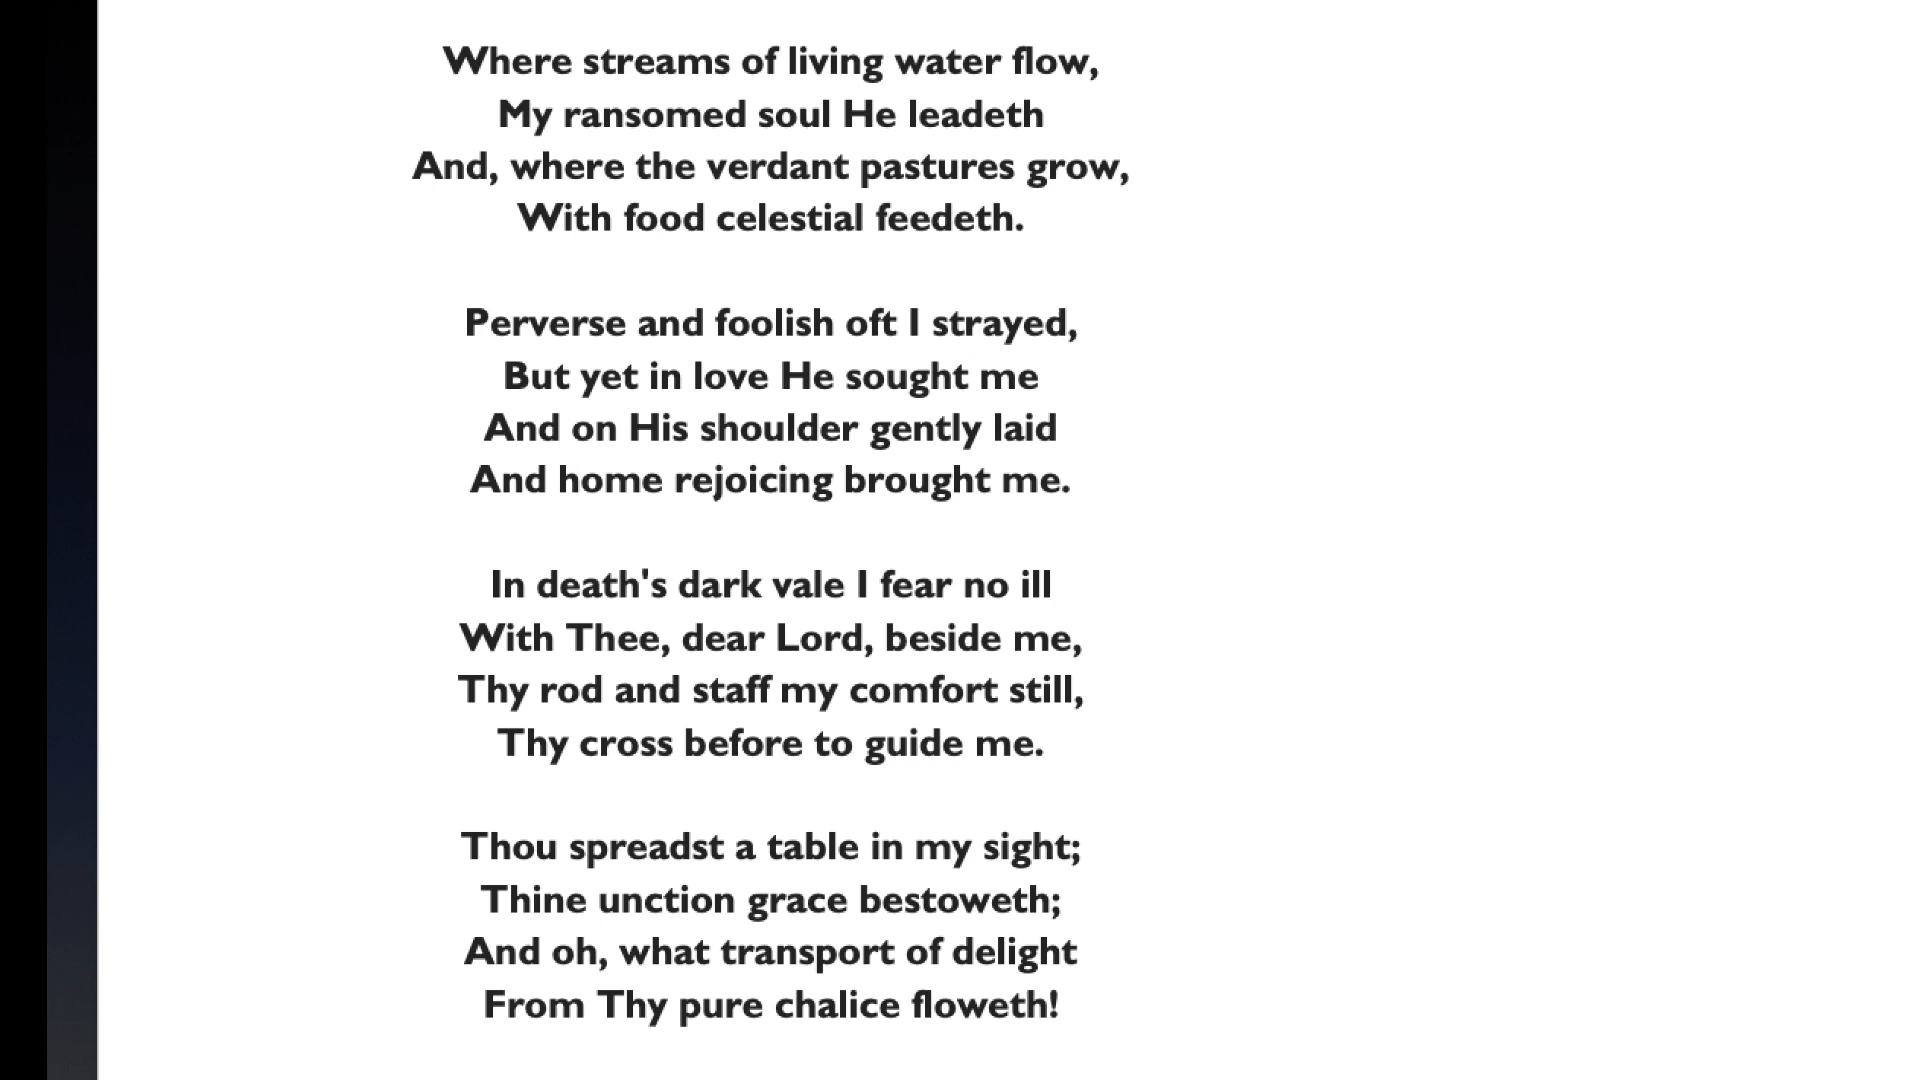 Where streams of living water flow,
My ransomed soul He leadeth
And, where the verdant pastures grow,
With food celestial feedeth.
Perverse and foolish oft I strayed,
But yet in love He sought me
And on His shoulder gently laid
And home rejoicing brought me.
In death's dark vale I fear no ill
With Thee, dear Lord, beside me,
Thy rod and staff my comfort still,
Thy cross before to guide me.
Thou spreadst a table in my sight;
Thine unction grace bestoweth;
And oh, what transport of delight
From Thy pure chalice floweth!